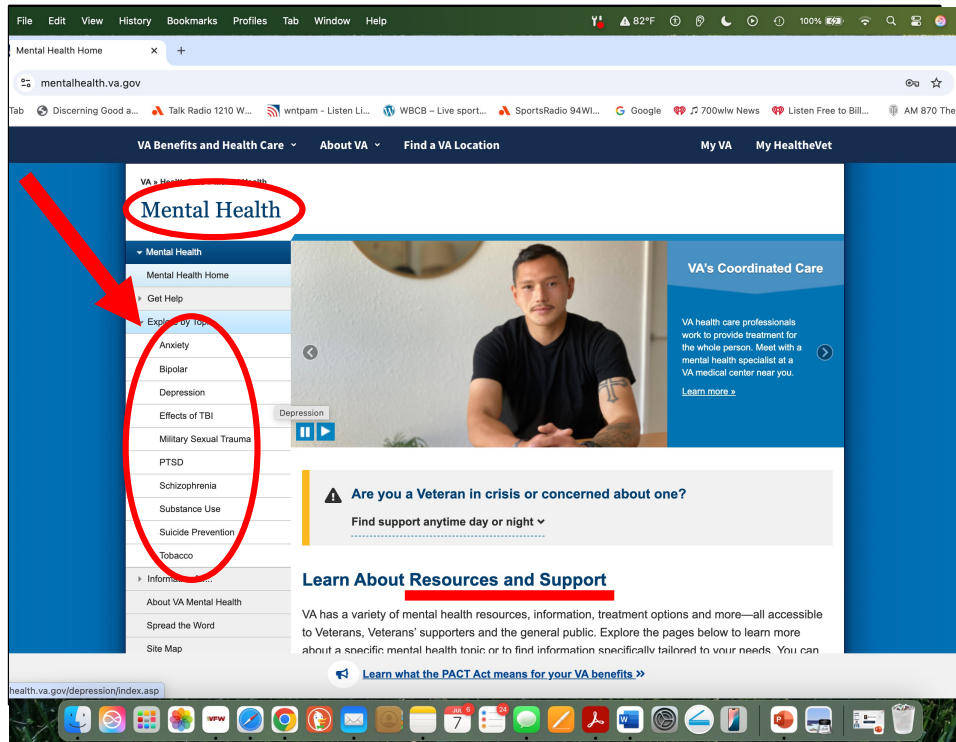 File Edit View History Bookmarks Profiles Tab Window Help 82°F 100%
Mental Health Home
mentalhealth.va.gov
Tab Discerning Good a... Talk Radio 1210 W... wntpam - Listen Li... WBCB – Live sport... SportsRadio 94WI... Google 700wlw News Listen Free to Bill... AM 870 The
VA Benefits and Health Care About VA Find a VA Location My VA My HealtheVet
VA » Health
Mental Health
Mental Health
Mental Health Home
Get Help
Explore by Topic
Anxiety
Bipolar
Depression
Effects of TBI
Military Sexual Trauma
PTSD
Schizophrenia
Substance Use
Suicide Prevention
Tobacco
About VA Mental Health
Spread the Word
Site Map
Depression
VA's Coordinated Care
VA health care professionals
work to provide treatment for
the whole person. Meet with a
mental health specialist at a
VA medical center near you.
Learn more »
Are you a Veteran in crisis or concerned about one?
Find support anytime day or night
Learn About Resources and Support
VA has a variety of mental health resources, information, treatment options and more—all accessible
to Veterans, Veterans' supporters and the general public. Explore the pages below to learn more
about a specific mental health topic or to find information specifically tailored to your needs. You can
Learn what the PACT Act means for your VA benefits »
health.va.gov/depression/index.asp
VFW
JUL 6
7
24